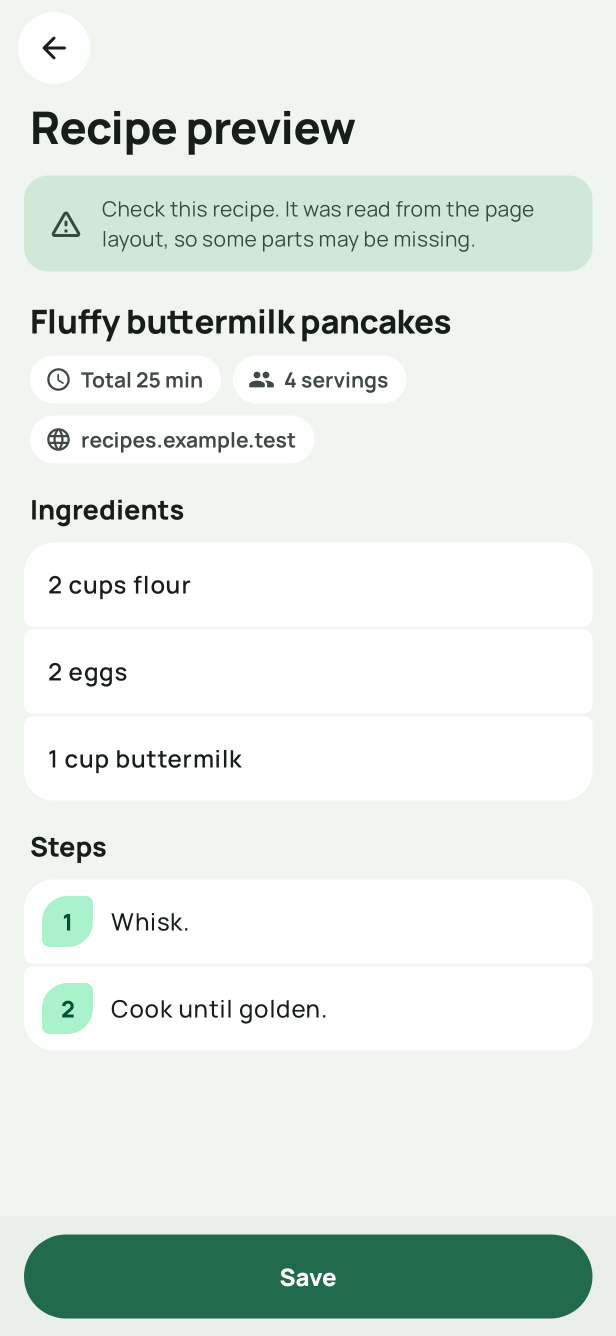 Recipe preview
Check this recipe. It was read from the page
layout, so some parts may be missing.
Fluffy buttermilk pancakes
Total 25 min
4 servings
recipes.example.test
Ingredients
2 cups flour
2 eggs
1 cup buttermilk
Steps
1 Whisk.
2 Cook until golden.
Save